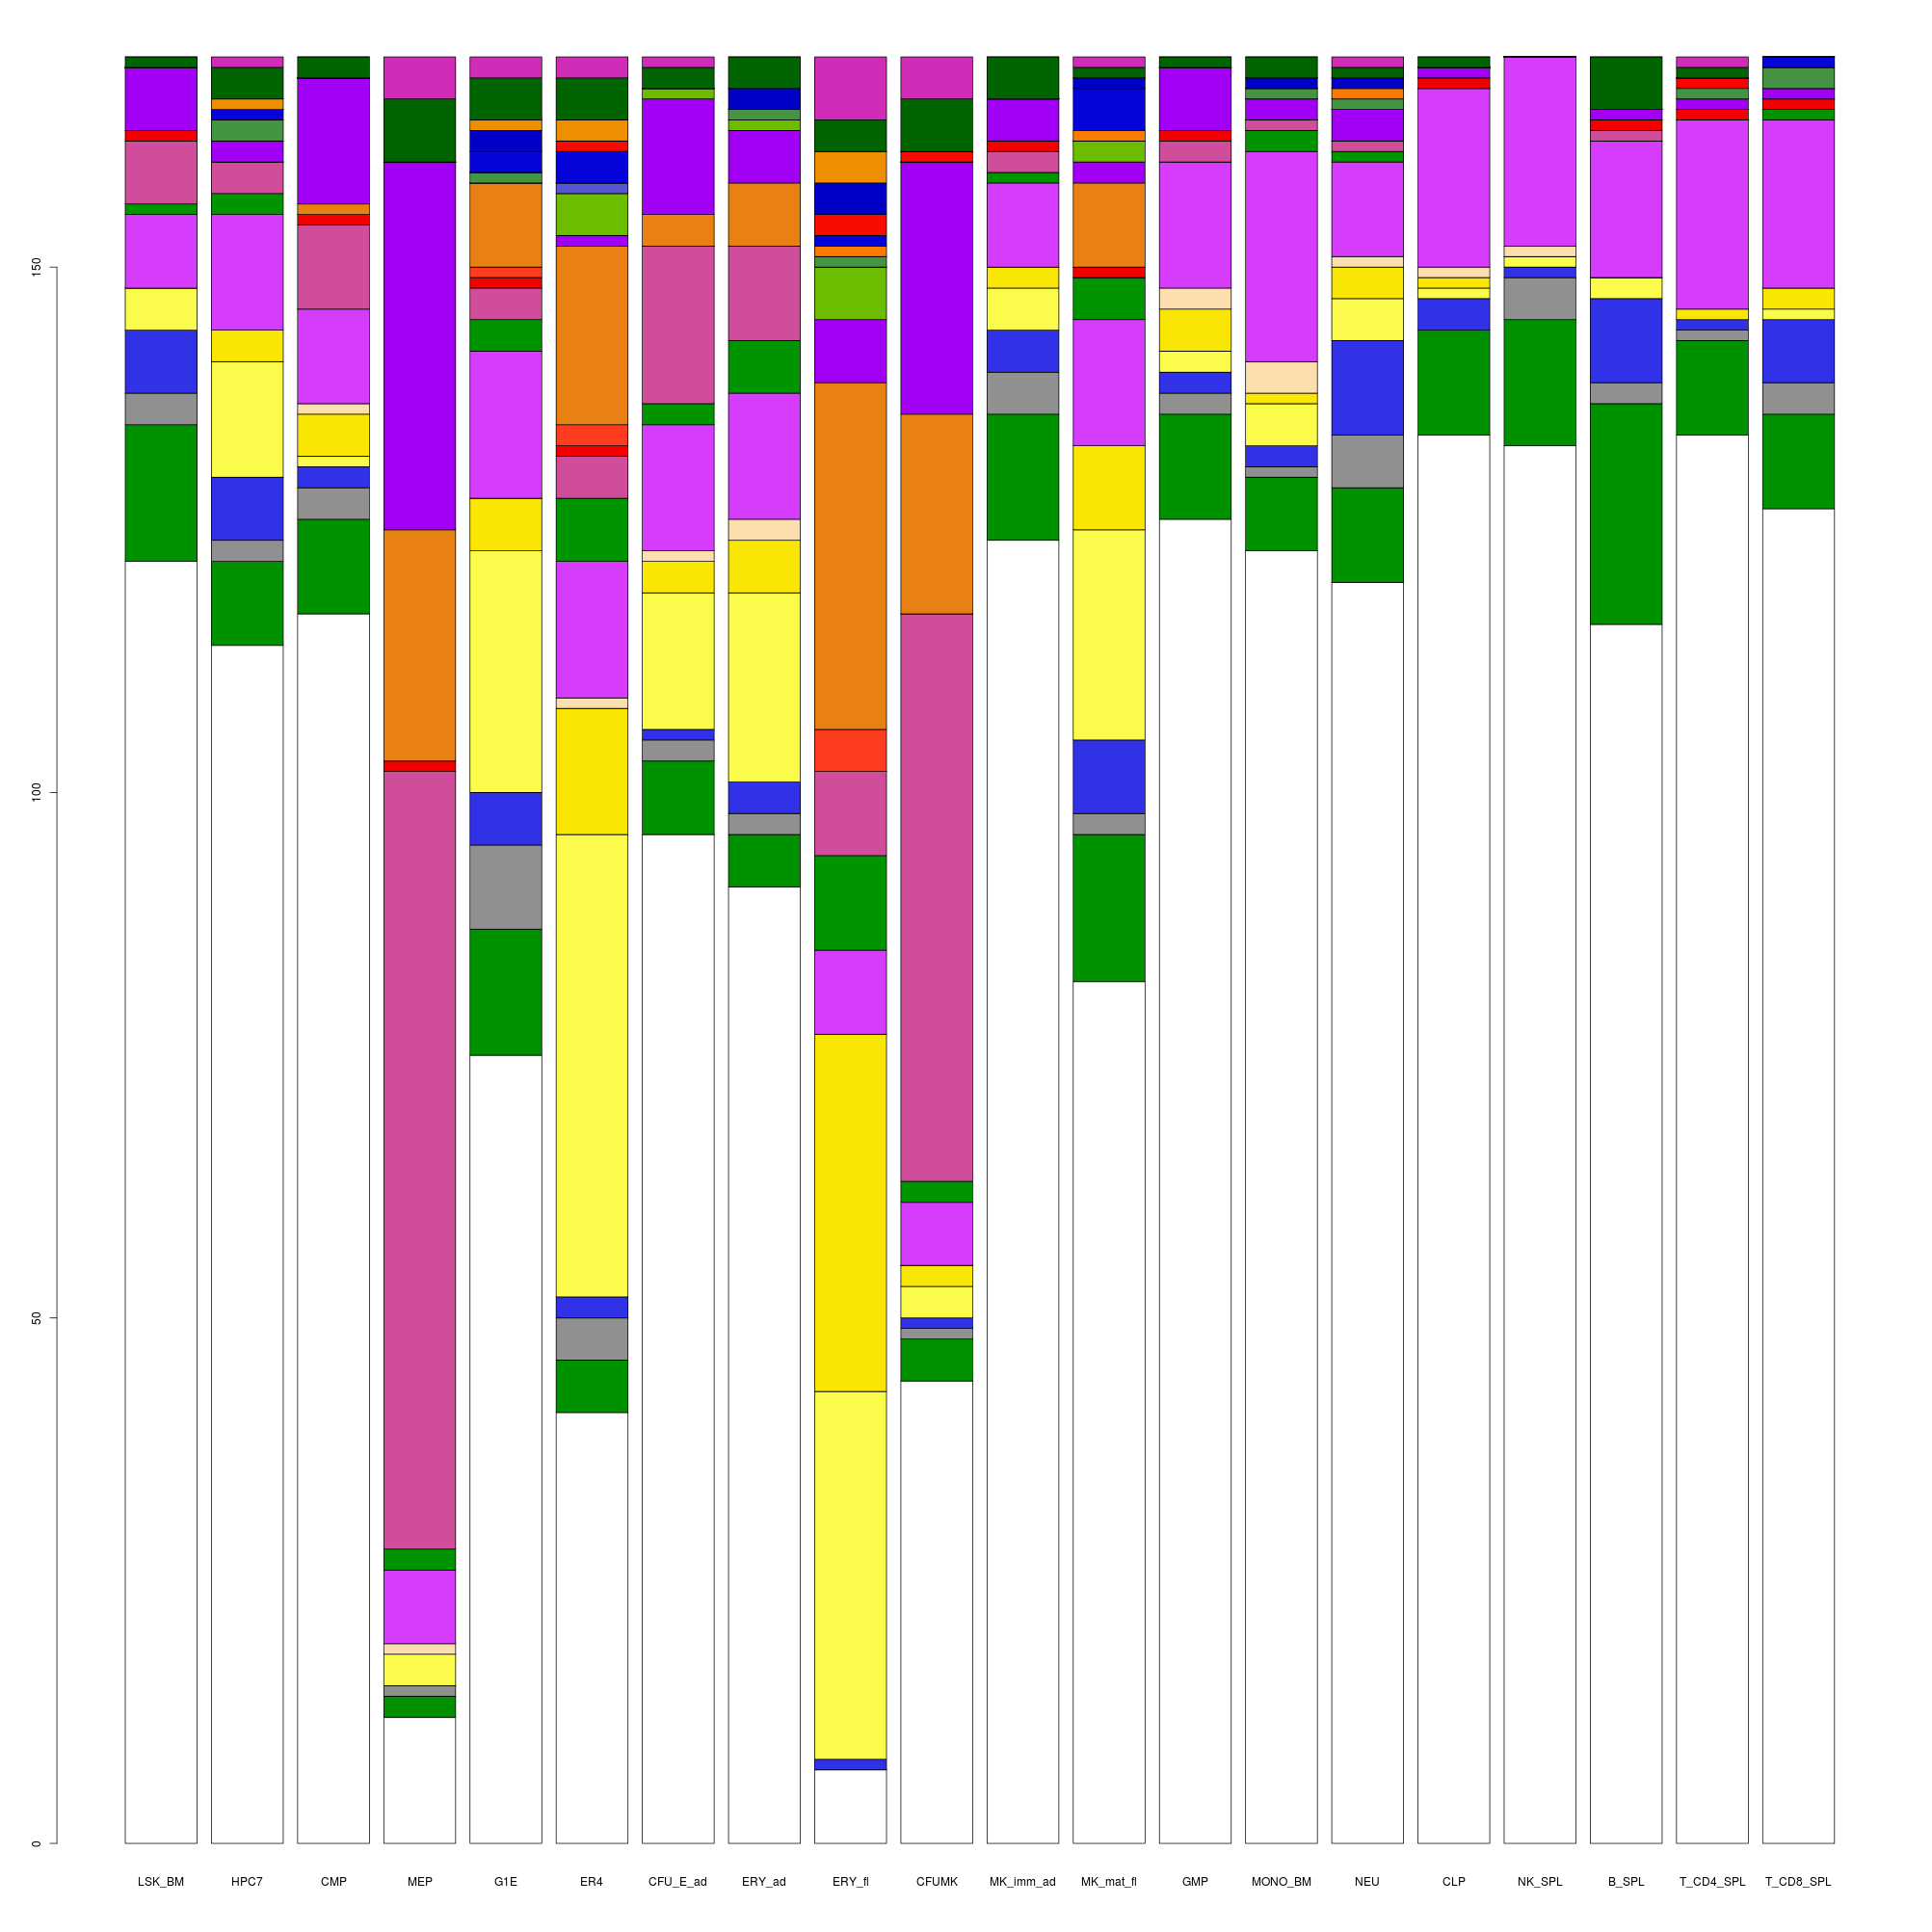 150
100
50
0
LSK_BM HPC7 CMP MEP G1E ER4 CFU_E_ad ERY_ad ERY_fl CFUMK MK_imm_ad MK_mat_fl GMP MONO_BM NEU CLP NK_SPL B_SPL T_CD4_SPL T_CD8_SPL